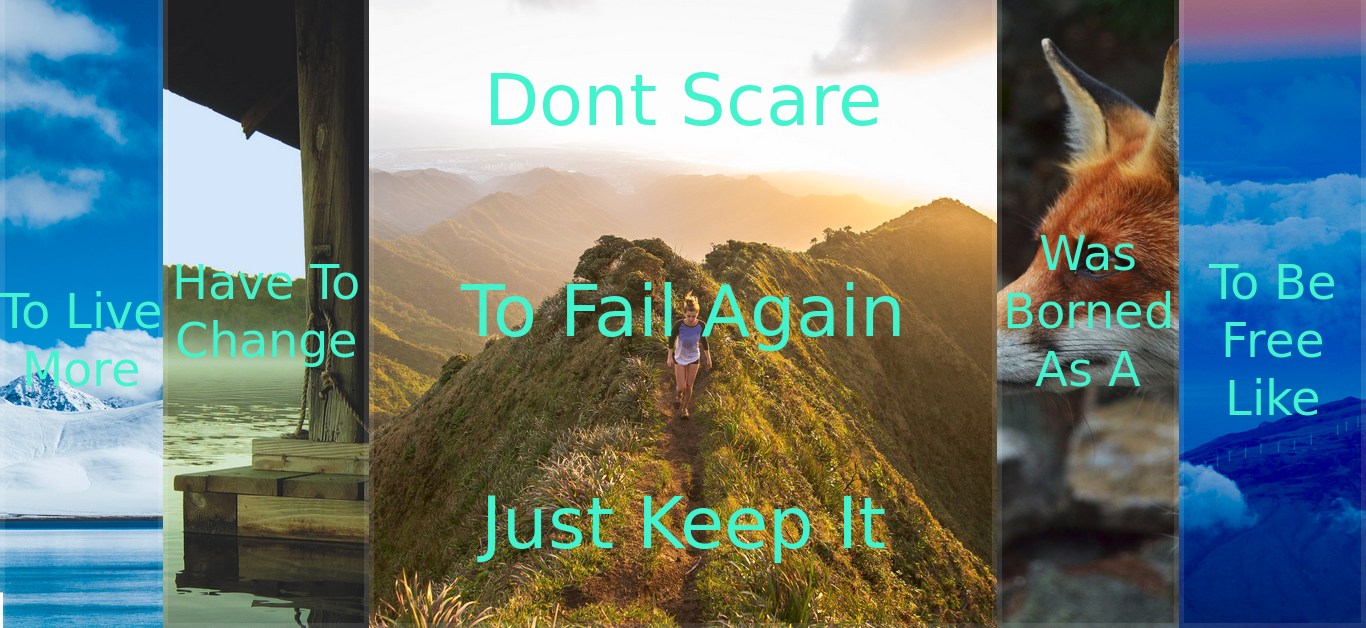 To Live
More
Have To
Change
Dont Scare
To Fail Again
Just Keep It
Was
Borned
As A
To Be
Free
Like